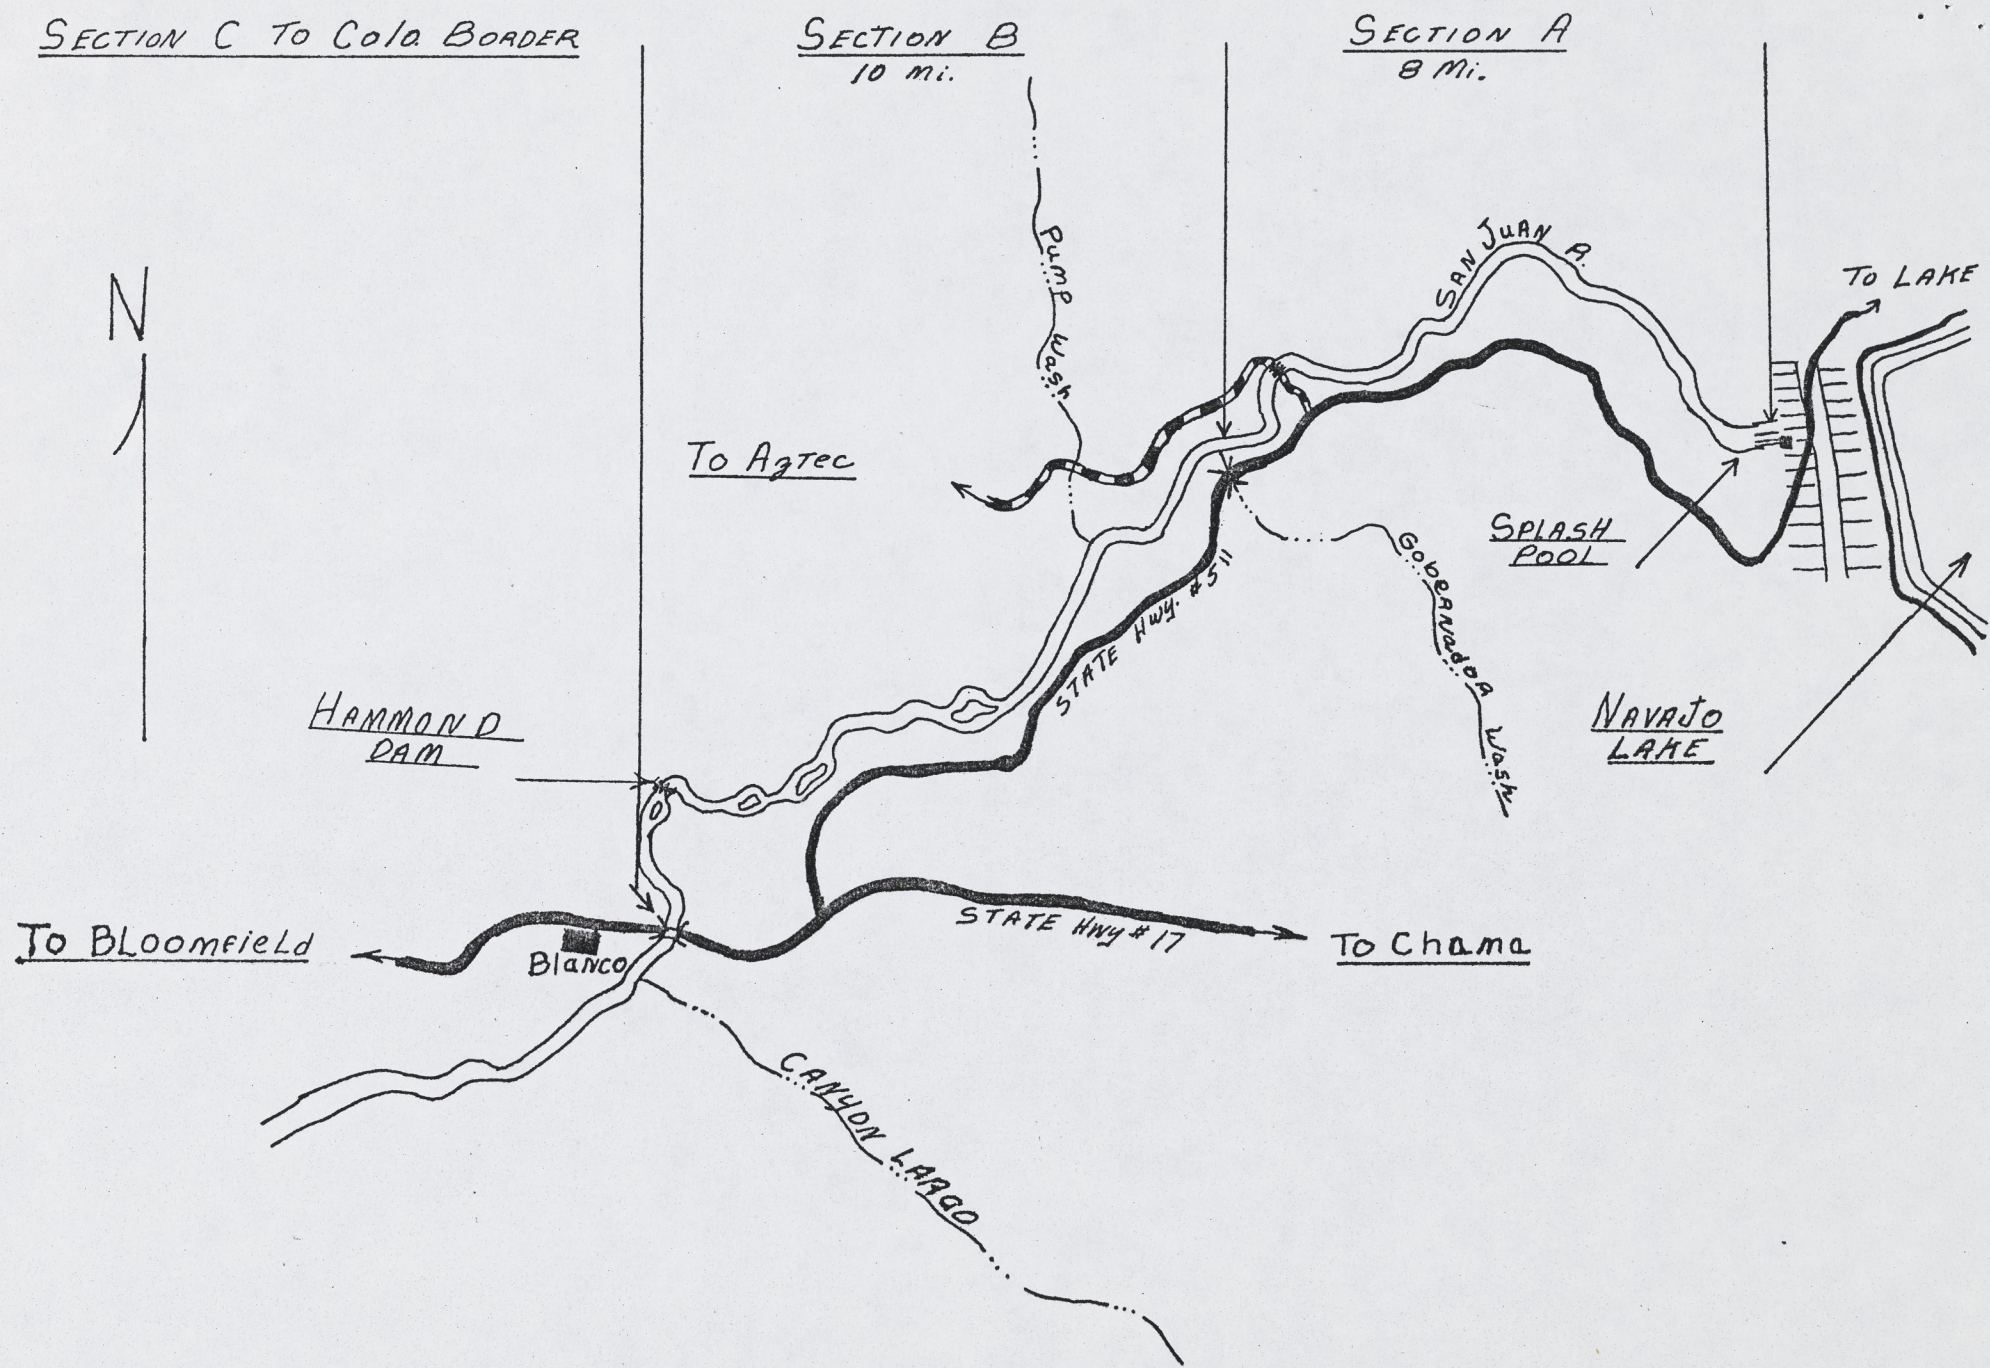 SECTION C TO Colo. BORDER
SECTION B
10 Mi.
SECTION A
8 Mi.
SAN JUAN R.
TO LAKE
Pump Wash
N
To Aztec
SPLASH
POOL
Gobernador Wash
STATE HWY. #511
HAMMOND
DAM
NAVAJO
LAKE
STATE HWY #17
To BLoomfield
Blanco
To Chama
CANYON LARGO